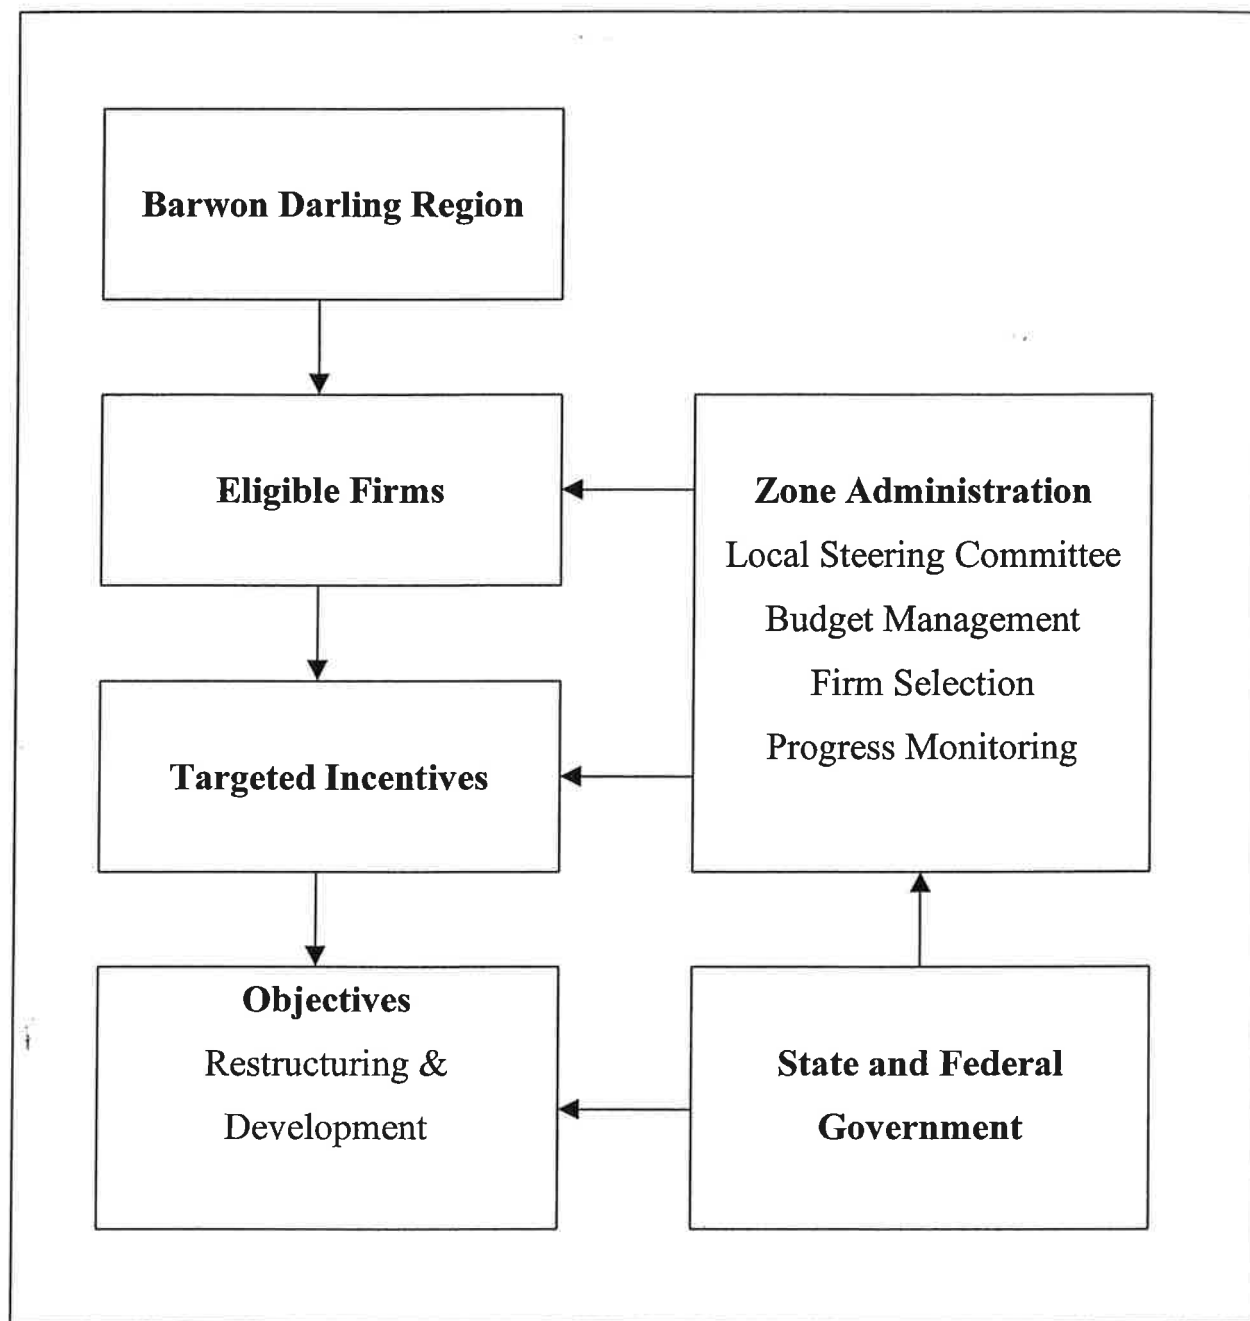 Barwon Darling Region
Eligible Firms
Zone Administration
Local Steering Committee
Budget Management
Firm Selection
Progress Monitoring
Targeted Incentives
Objectives
Restructuring &
Development
State and Federal
Government